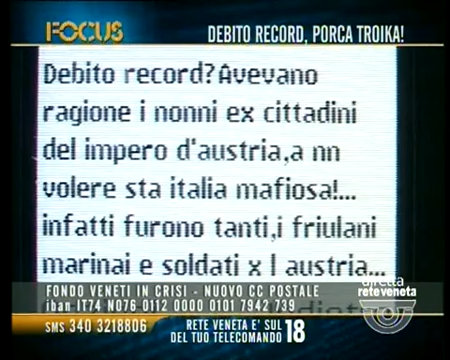 FOCUS
DEBITO RECORD, PORCA TROIKA!
Debito record?Avevano
ragione i nonni ex cittadini
del impero d'austria,a nn
volere sta italia mafiosa!...
infatti furono tanti,i friulani
marinai e soldati x l austria...
FONDO VENETI IN CRISI - NUOVO CC POSTALE
iban IT74 N076 0112 0000 0101 7942 739
diretta
reteveneta
SMS 340 3218806
RETE VENETA E' SUL 18
DEL TUO TELECOMANDO